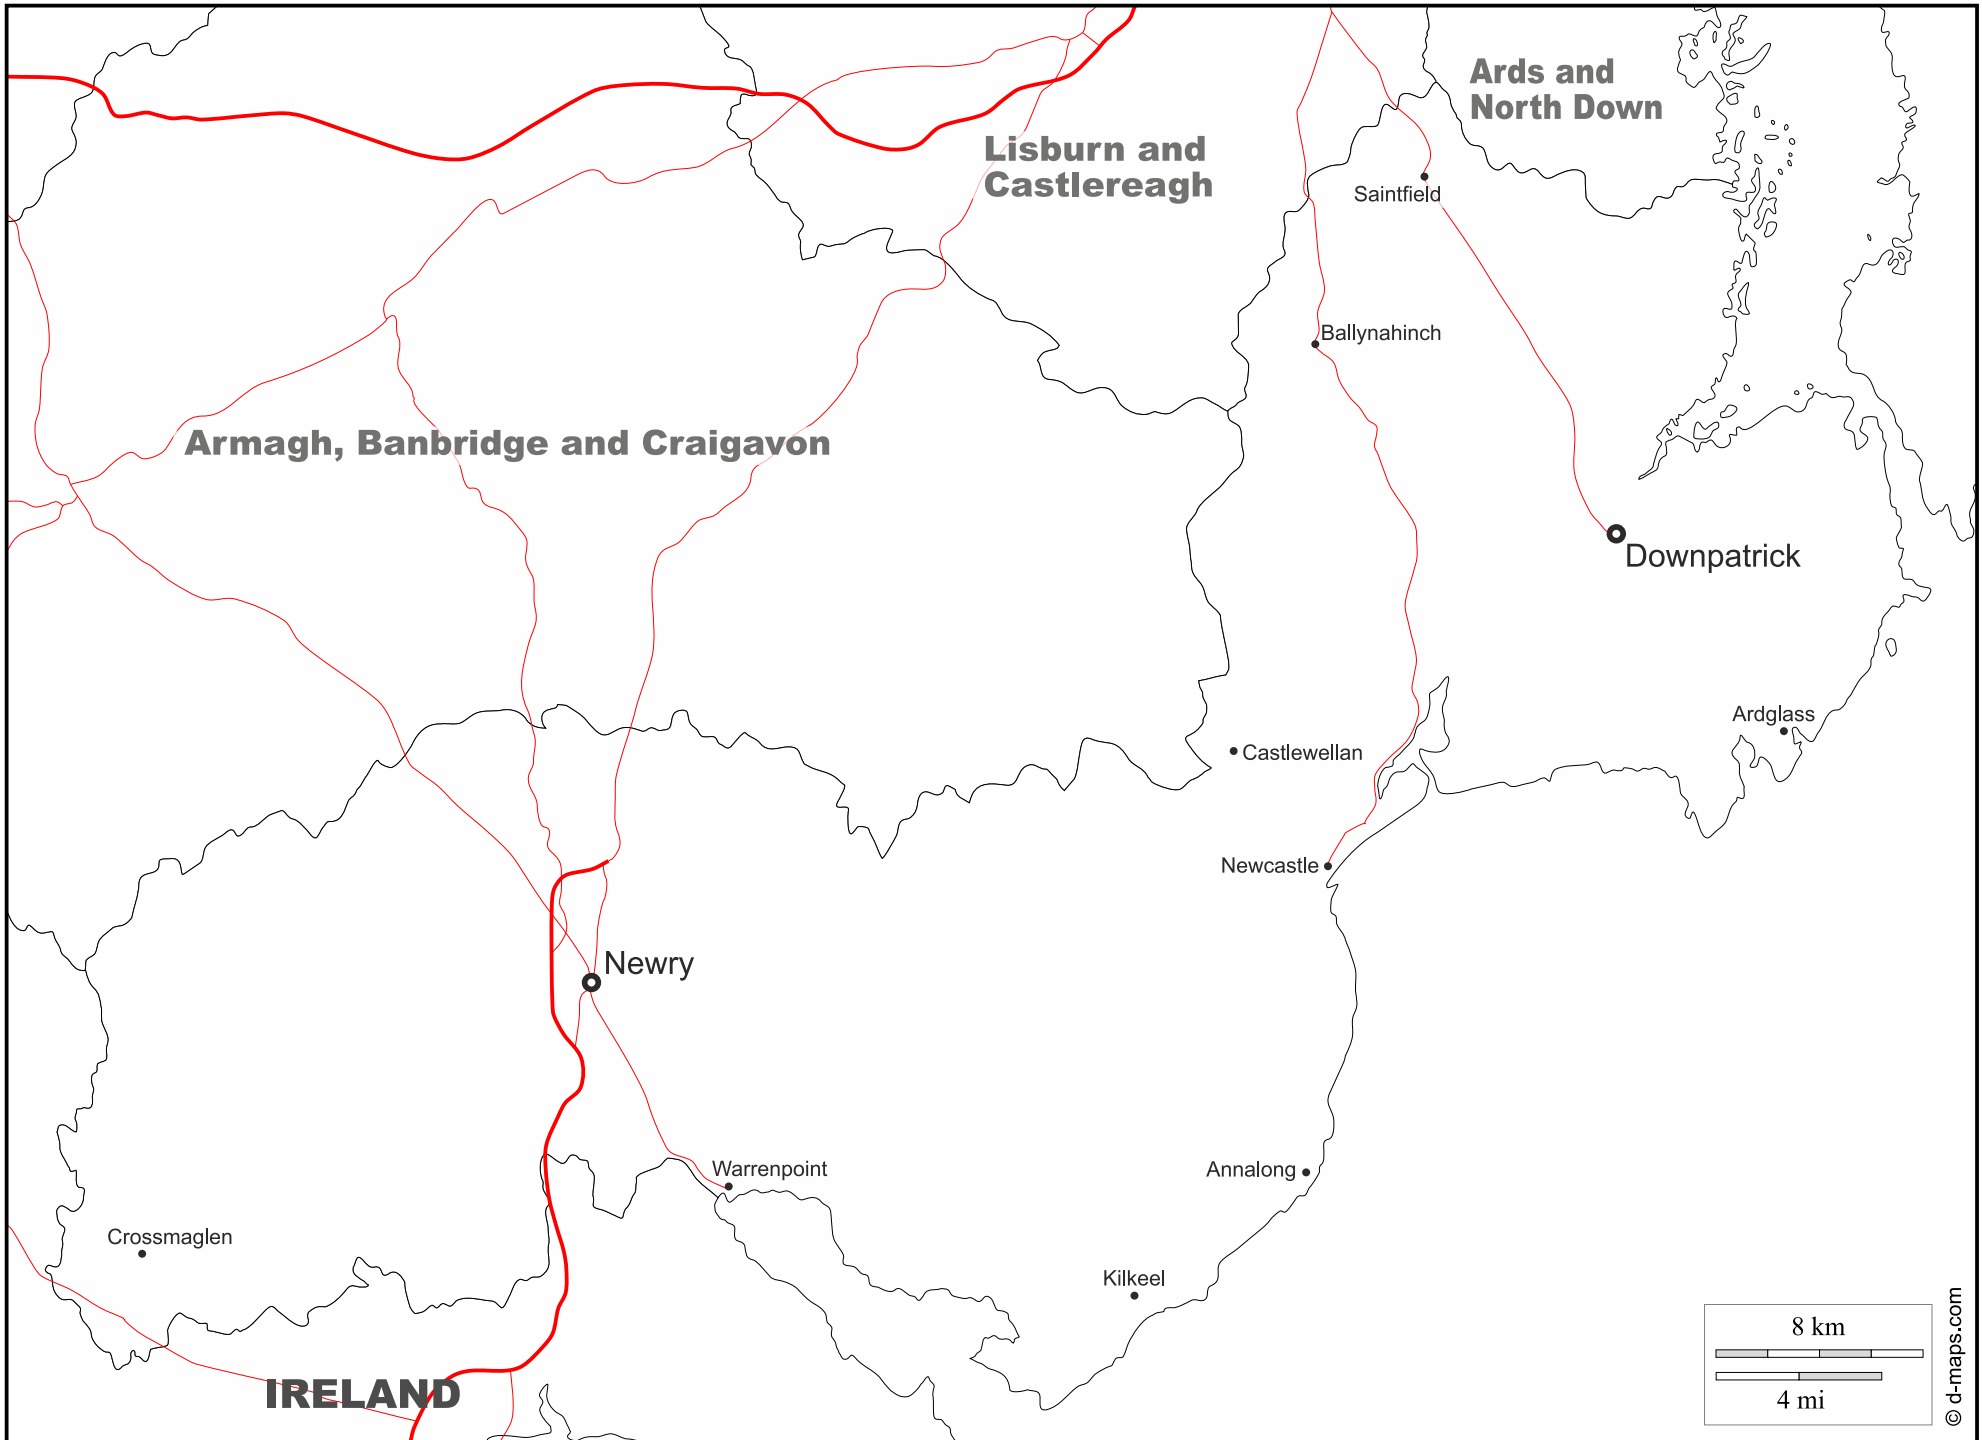 Ards and
North Down
Lisburn and
Castlereagh
Saintfield
Ballynahinch
Armagh, Banbridge and Craigavon
Downpatrick
Ardglass
Castlewellan
Newcastle
Newry
Warrenpoint
Annalong
Crossmaglen
Kilkeel
IRELAND
8 km
4 mi
© d-maps.com